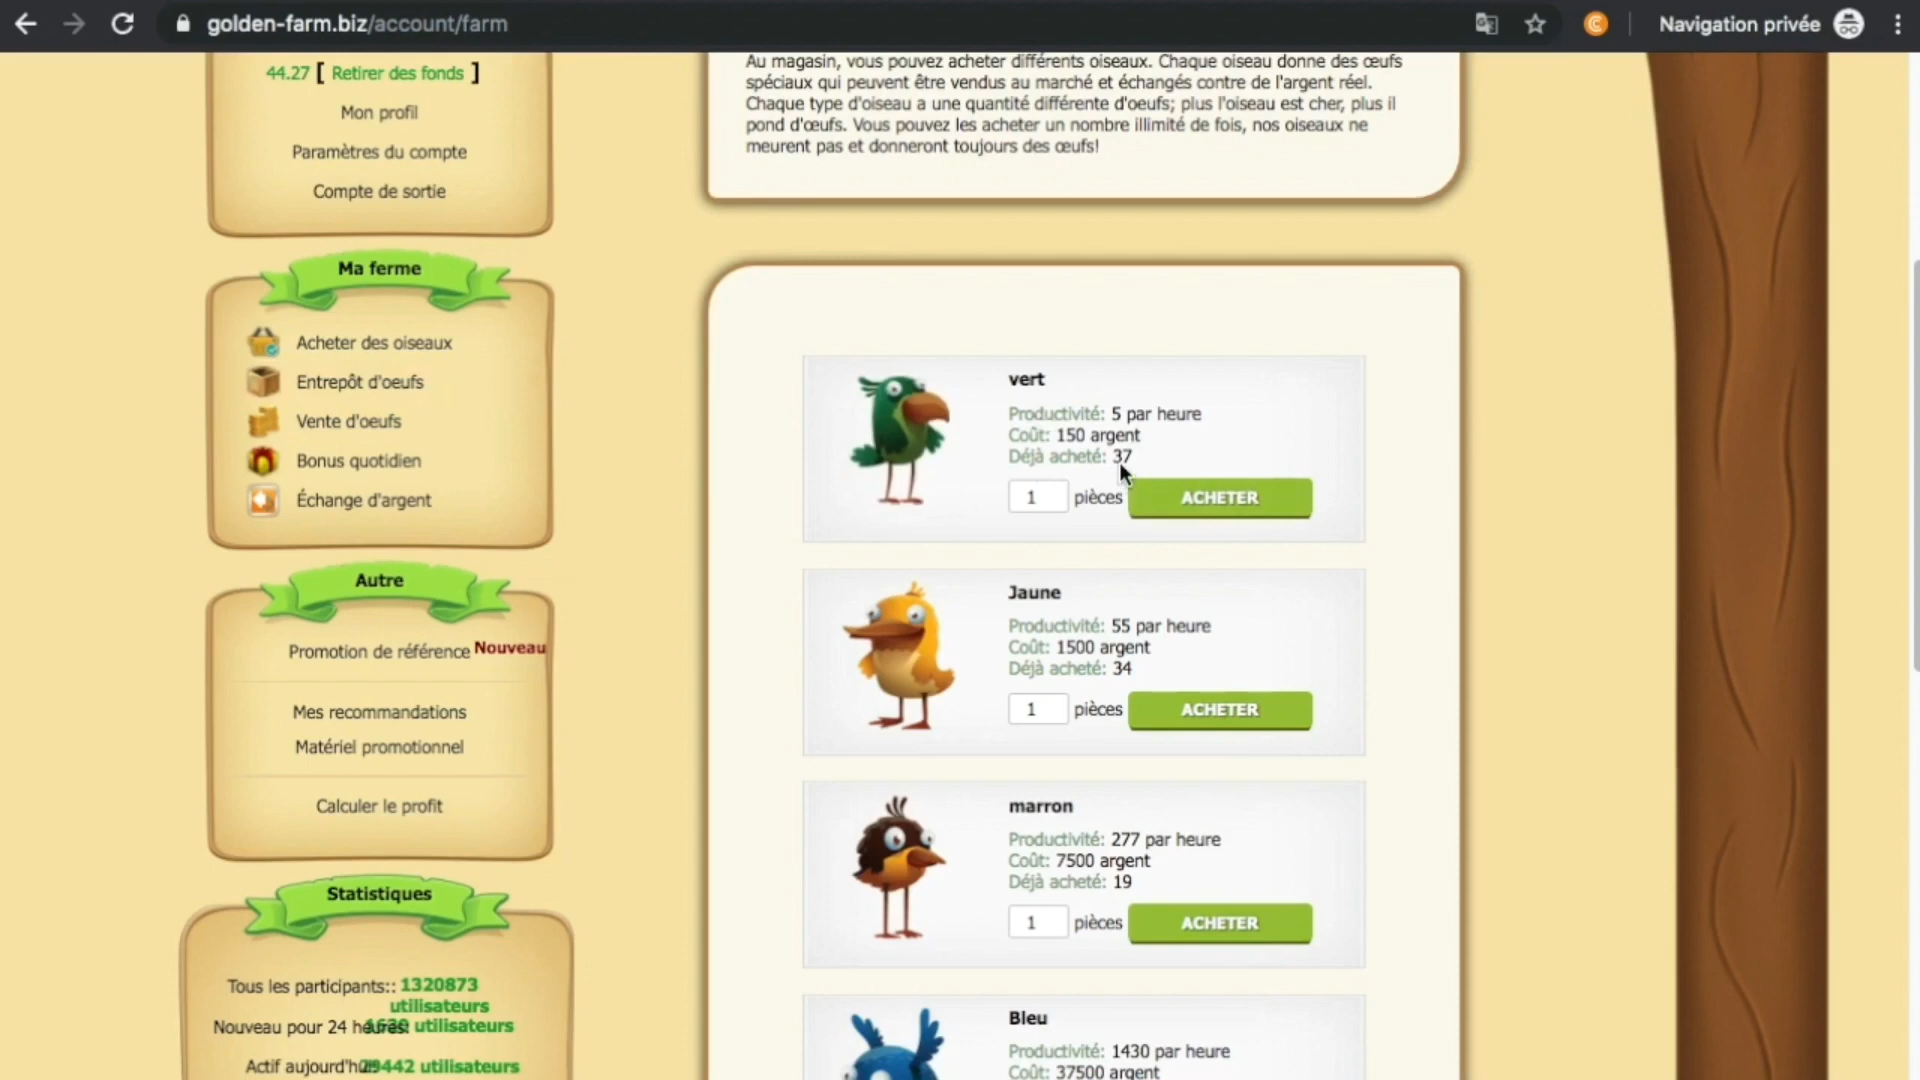 golden-farm.biz/account/farm
Navigation privée
44.27 [ Retirer des fonds ]
Mon profil
Paramètres du compte
Compte de sortie
Ma ferme
Acheter des oiseaux
Entrepôt d'oeufs
Vente d'oeufs
Bonus quotidien
Échange d'argent
Autre
Promotion de référence Nouveau
Mes recommandations
Matériel promotionnel
Calculer le profit
Statistiques
Tous les participants:: 1320873
utilisateurs
Nouveau pour 24 heures: utilisateurs
Actif aujourd'hui 442 utilisateurs
Au magasin, vous pouvez acheter différents oiseaux. Chaque oiseau donne des œufs
spéciaux qui peuvent être vendus au marché et échangés contre de l'argent réel.
Chaque type d'oiseau a une quantité différente d'oeufs; plus l'oiseau est cher, plus il
pond d'œufs. Vous pouvez les acheter un nombre illimité de fois, nos oiseaux ne
meurent pas et donneront toujours des œufs!
vert
Productivité: 5 par heure
Coût: 150 argent
Déjà acheté: 37
1 pièces ACHETER
Jaune
Productivité: 55 par heure
Coût: 1500 argent
Déjà acheté: 34
1 pièces ACHETER
marron
Productivité: 277 par heure
Coût: 7500 argent
Déjà acheté: 19
1 pièces ACHETER
Bleu
Productivité: 1430 par heure
Coût: 37500 argent